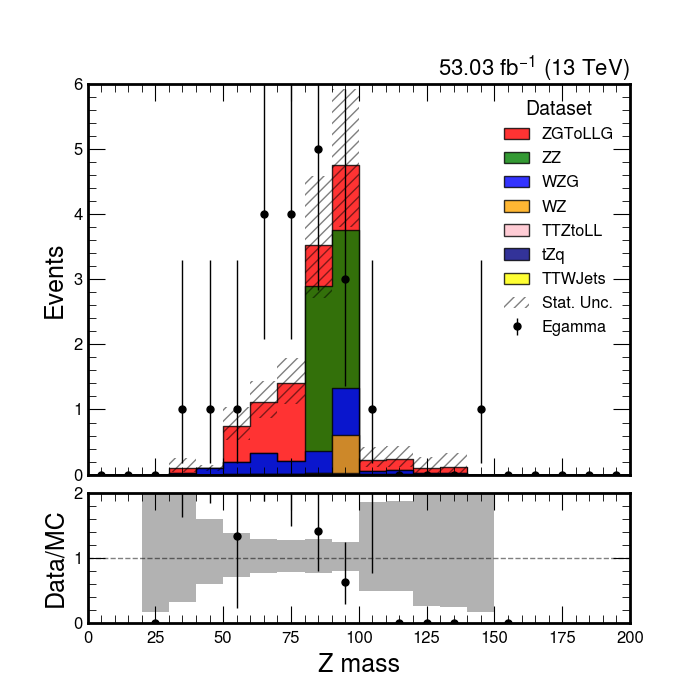 53.03 fb⁻¹ (13 TeV)
6
5
4
3
2
1
0
Events
Dataset
ZGToLLG
ZZ
WZG
WZ
TTZtoLL
tZq
TTWJets
Stat. Unc.
Egamma
2
1
0
Data/MC
0 25 50 75 100 125 150 175 200
Z mass